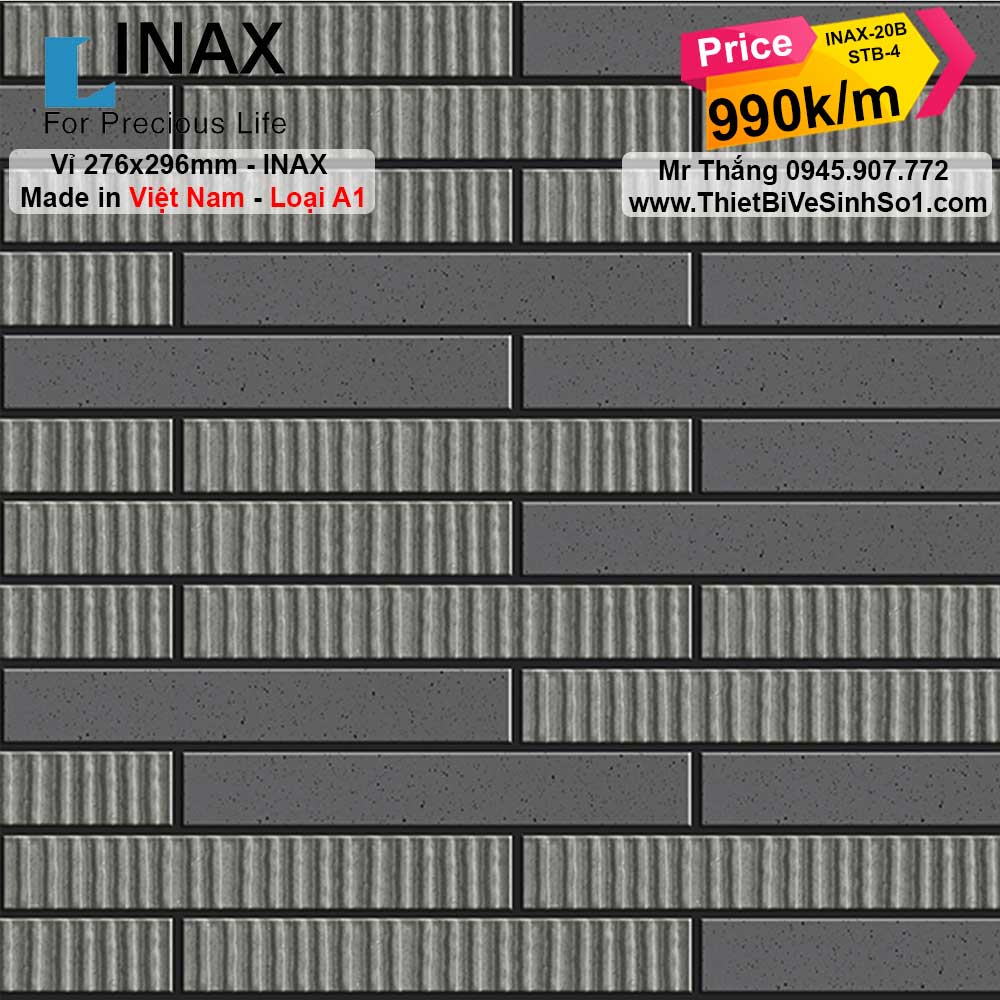 INAX
For Precious Life
Vỉ 276x296mm - INAX
Made in Việt Nam - Loại A1
Price
INAX-20B
STB-4
990k/m
Mr Thắng 0945.907.772
www.ThietBiVeSinhSo1.com